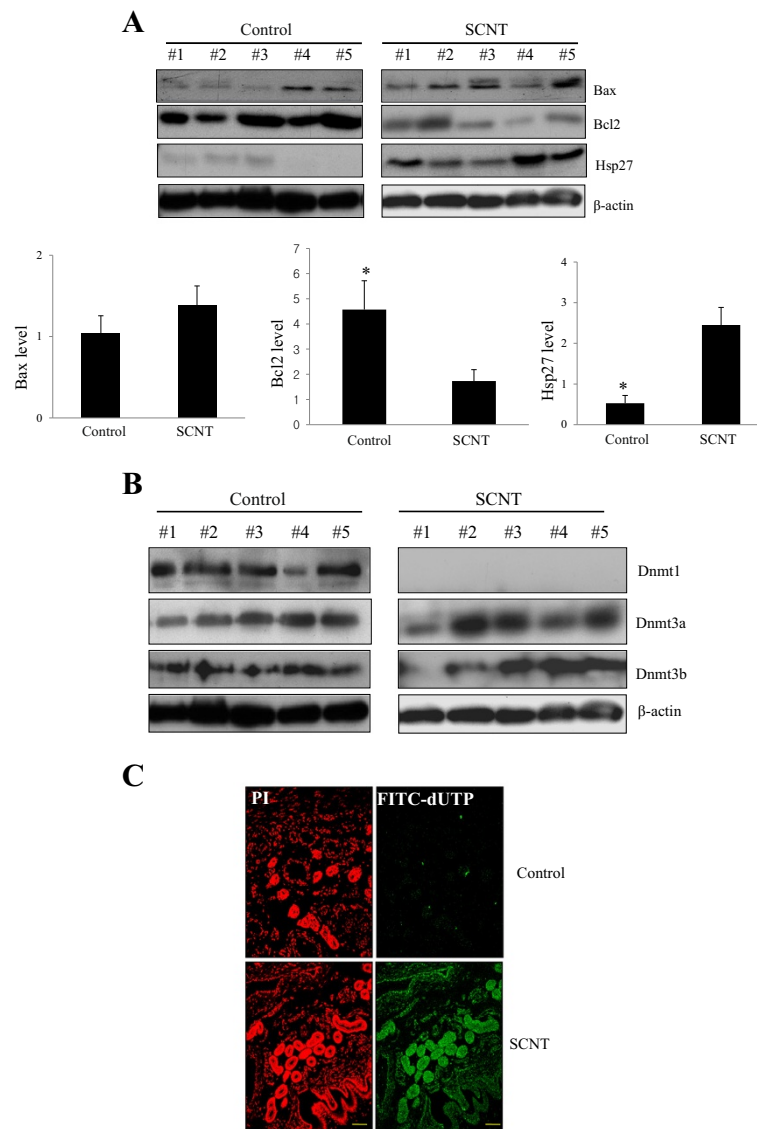 A
Control SCNT
#1 #2 #3 #4 #5 #1 #2 #3 #4 #5
Bax
Bcl2
Hsp27
β-actin
Bax level
2
1
0
Control SCNT
Bcl2 level
7
6
5
4
3
2
1
0
*
Control SCNT
Hsp27 level
4
3
2
1
0
*
Control SCNT
B
Control SCNT
#1 #2 #3 #4 #5 #1 #2 #3 #4 #5
Dnmt1
Dnmt3a
Dnmt3b
β-actin
C
PI FITC-dUTP
Control
SCNT